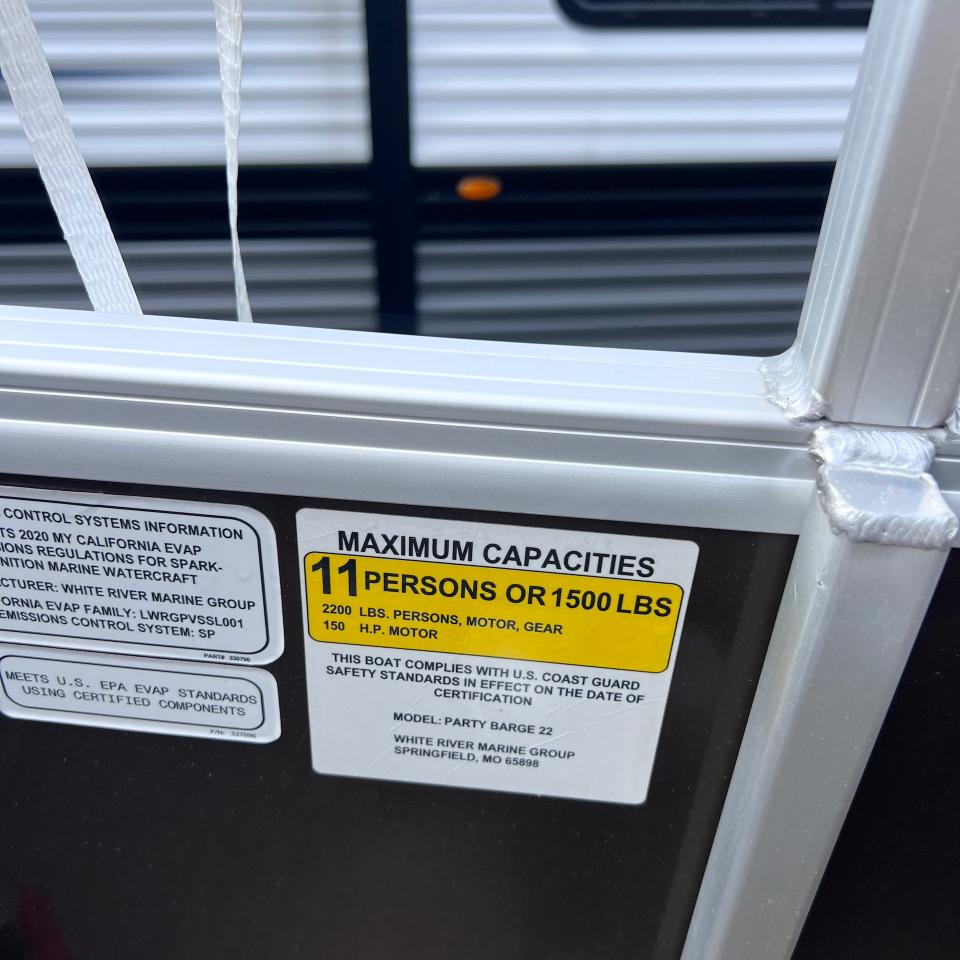 CONTROL SYSTEMS INFORMATION
TS 2020 MY CALIFORNIA EVAP
SIONS REGULATIONS FOR SPARK-
NITION MARINE WATERCRAFT
CTURER: WHITE RIVER MARINE GROUP
FORNIA EVAP FAMILY: LWRGPVSSL001
EMISSIONS CONTROL SYSTEM: SP
PART# 330796
MEETS U.S. EPA EVAP STANDARDS
USING CERTIFIED COMPONENTS
P/N: 327096
MAXIMUM CAPACITIES
11 PERSONS OR 1500 LBS
2200 LBS. PERSONS, MOTOR, GEAR
150 H.P. MOTOR
THIS BOAT COMPLIES WITH U.S. COAST GUARD
SAFETY STANDARDS IN EFFECT ON THE DATE OF
CERTIFICATION
MODEL: PARTY BARGE 22
WHITE RIVER MARINE GROUP
SPRINGFIELD, MO 65898